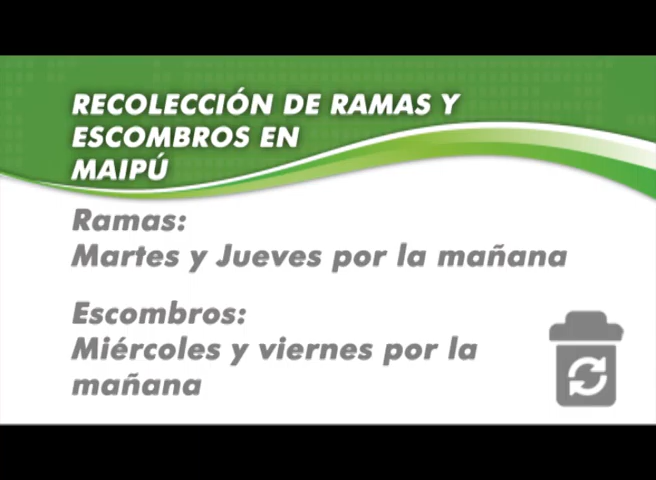 RECOLECCIÓN DE RAMAS Y
ESCOMBROS EN
MAIPÚ
Ramas:
Martes y Jueves por la mañana
Escombros:
Miércoles y viernes por la
mañana